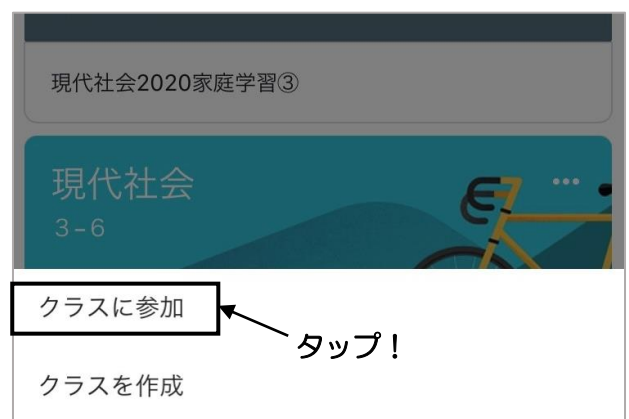 現代社会2020家庭学習③
現代社会
3-6
クラスに参加
タップ！
クラスを作成